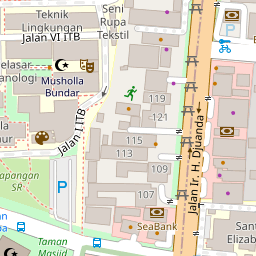 Teknik
Lingkungan
Seni
Rupa
Tekstil
Jalan VI ITB
Musholla
Bundar
119
121
Jalan I ITB
115
113
109
107
Jalan Ir. H. Djuanda
SR
P
SeaBank
Taman
Masjid